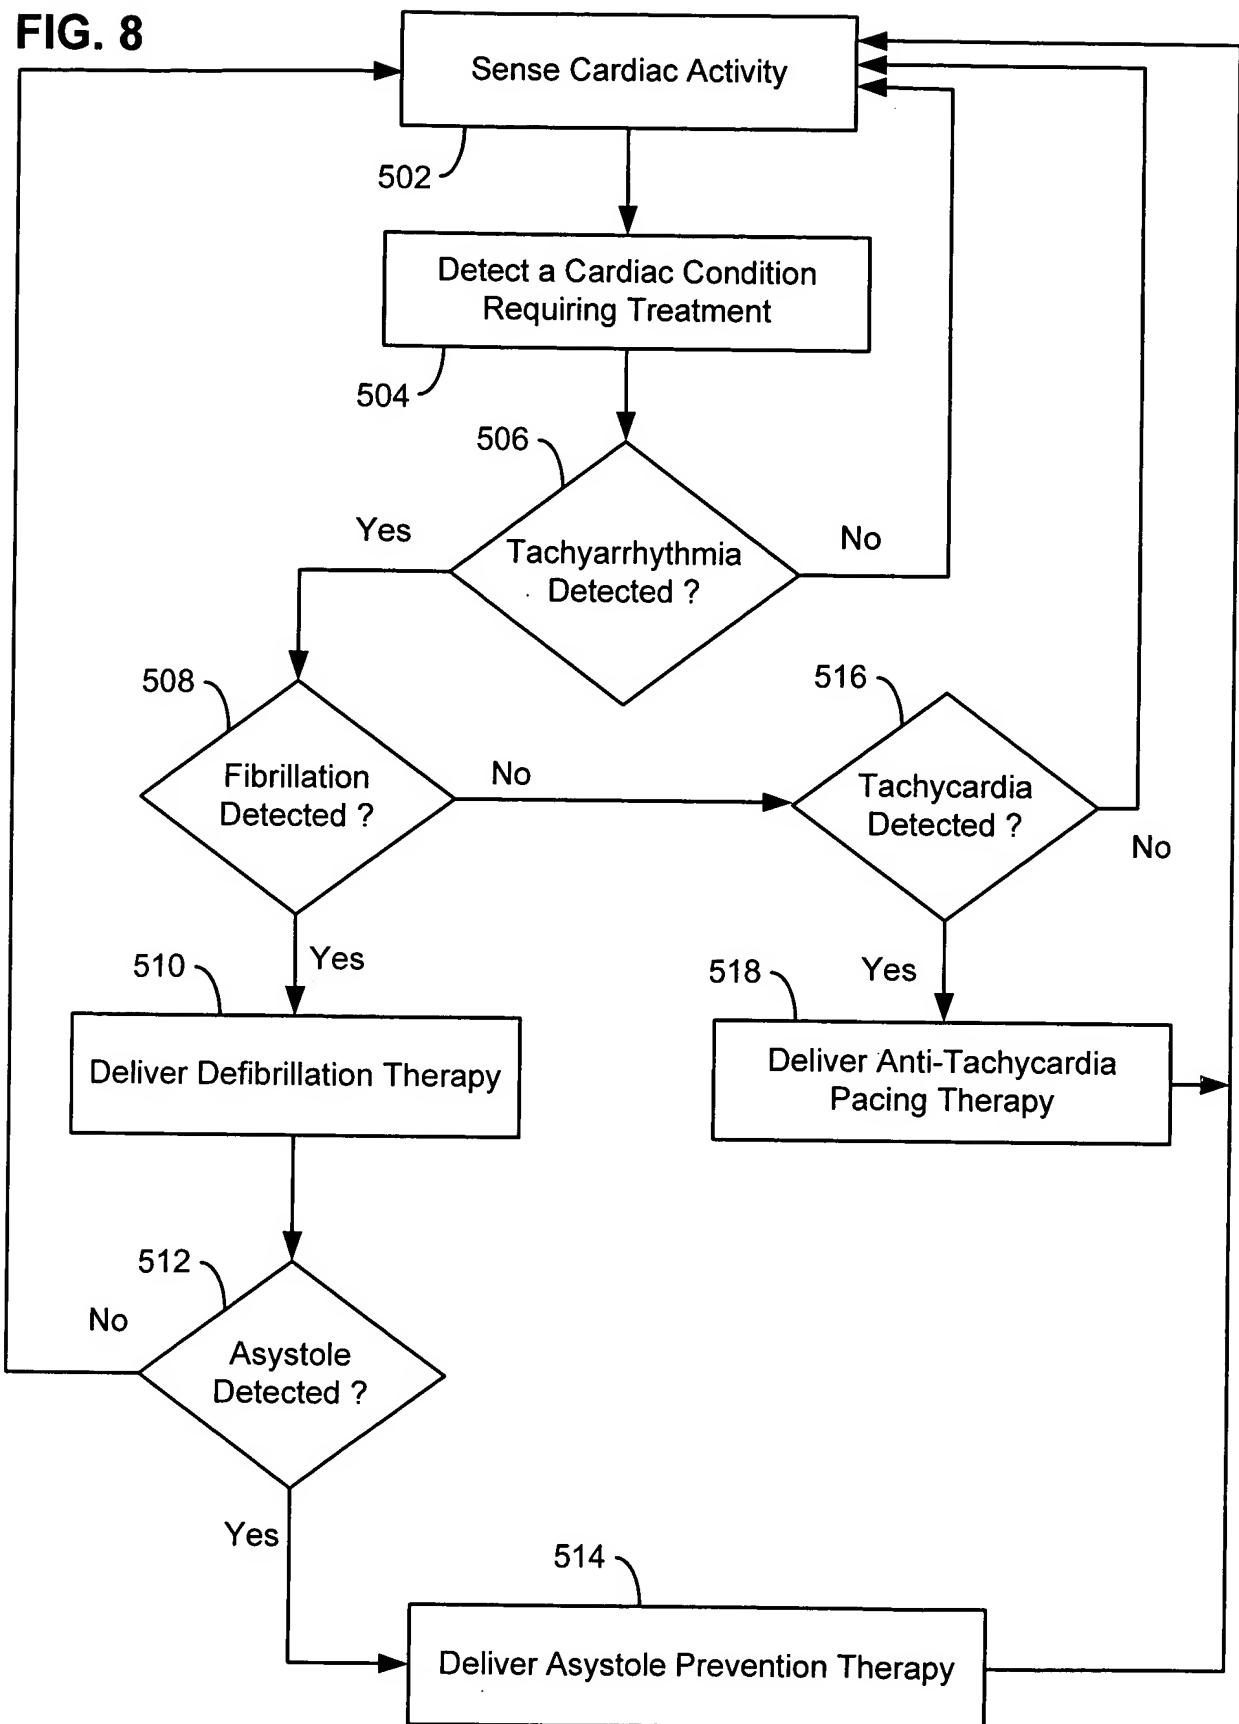 FIG. 8
Sense Cardiac Activity
502
Detect a Cardiac Condition
Requiring Treatment
504
506
Yes
Tachyarrhythmia
Detected ?
No
508
516
Fibrillation
Detected ?
No
Tachycardia
Detected ?
No
Yes
510
Yes
518
Deliver Defibrillation Therapy
Deliver Anti-Tachycardia
Pacing Therapy
512
No
Asystole
Detected ?
Yes
514
Deliver Asystole Prevention Therapy